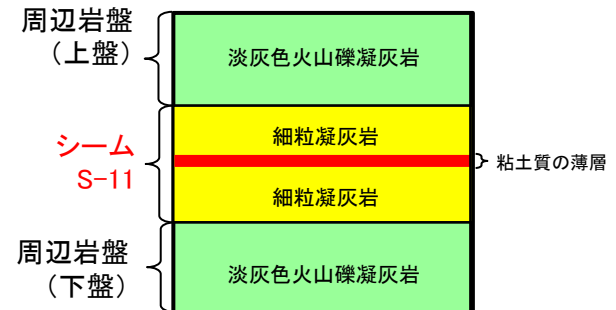 周辺岩盤
（上盤）
淡灰色火山礫凝灰岩
細粒凝灰岩
シーム
S-11
粘土質の薄層
細粒凝灰岩
周辺岩盤
（下盤）
淡灰色火山礫凝灰岩